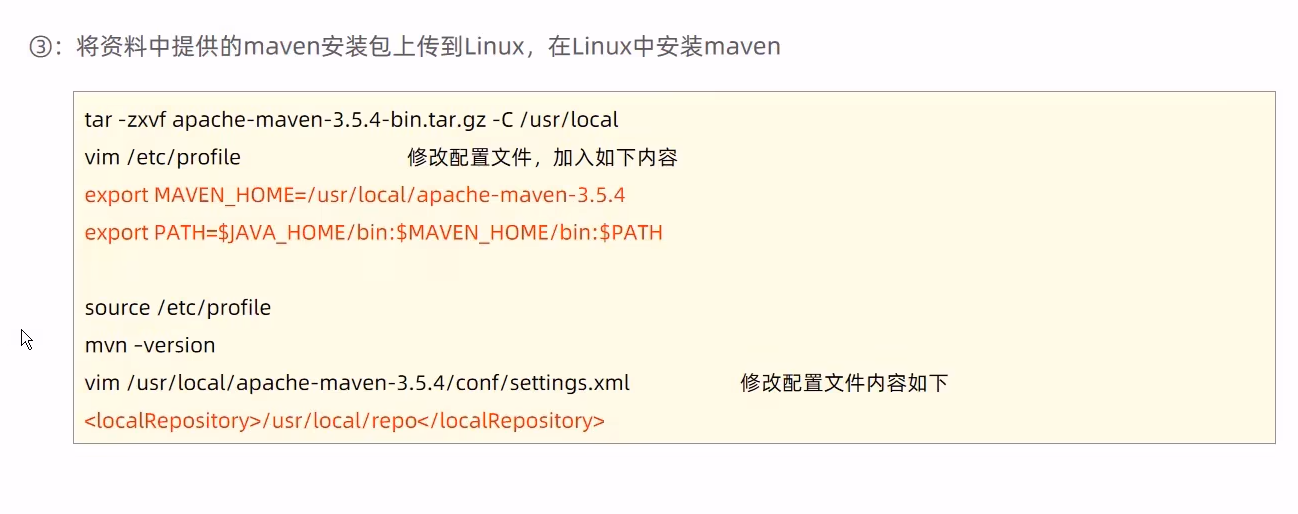 ③：将资料中提供的maven安装包上传到Linux，在Linux中安装maven
tar -zxvf apache-maven-3.5.4-bin.tar.gz -C /usr/local
vim /etc/profile 修改配置文件，加入如下内容
export MAVEN_HOME=/usr/local/apache-maven-3.5.4
export PATH=$JAVA_HOME/bin:$MAVEN_HOME/bin:$PATH
source /etc/profile
mvn –version
vim /usr/local/apache-maven-3.5.4/conf/settings.xml 修改配置文件内容如下
<localRepository>/usr/local/repo</localRepository>